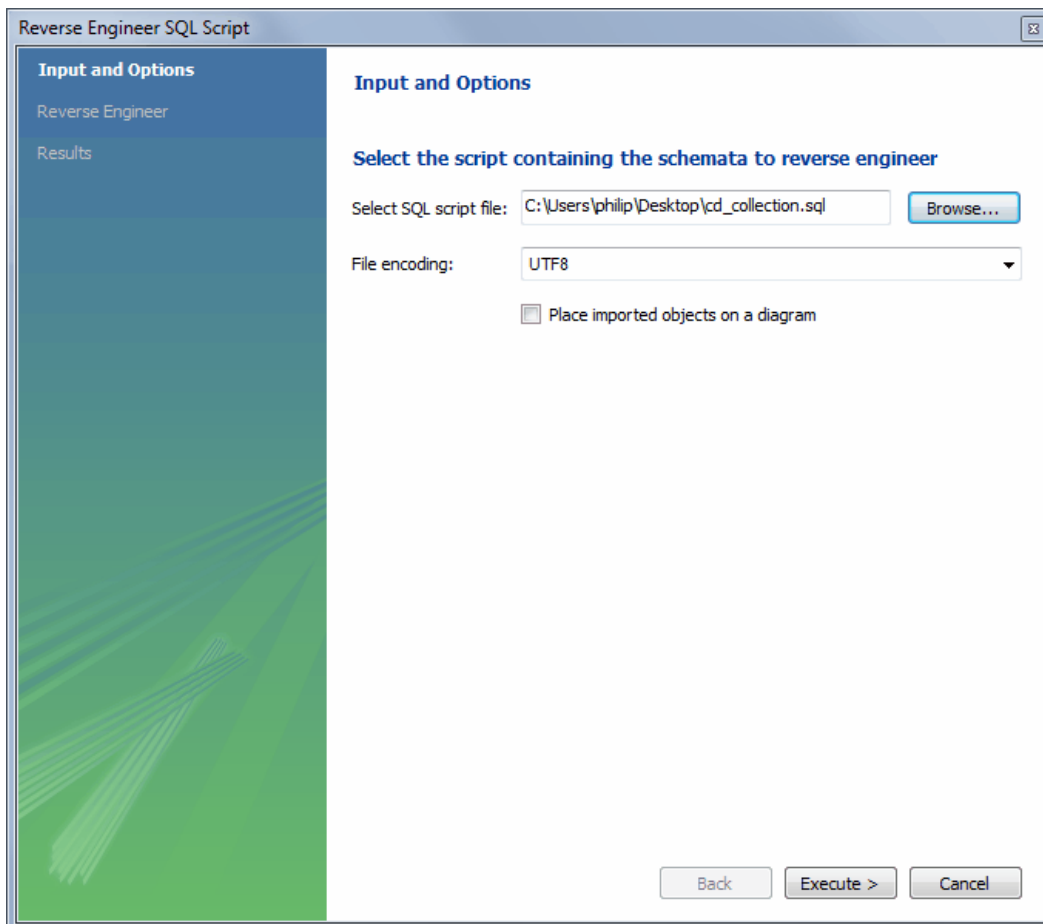 Reverse Engineer SQL Script
Input and Options
Reverse Engineer
Results
Input and Options
Select the script containing the schemata to reverse engineer
Select SQL script file: C:\Users\philip\Desktop\cd_collection.sql Browse...
File encoding: UTF8
Place imported objects on a diagram
Back Execute > Cancel